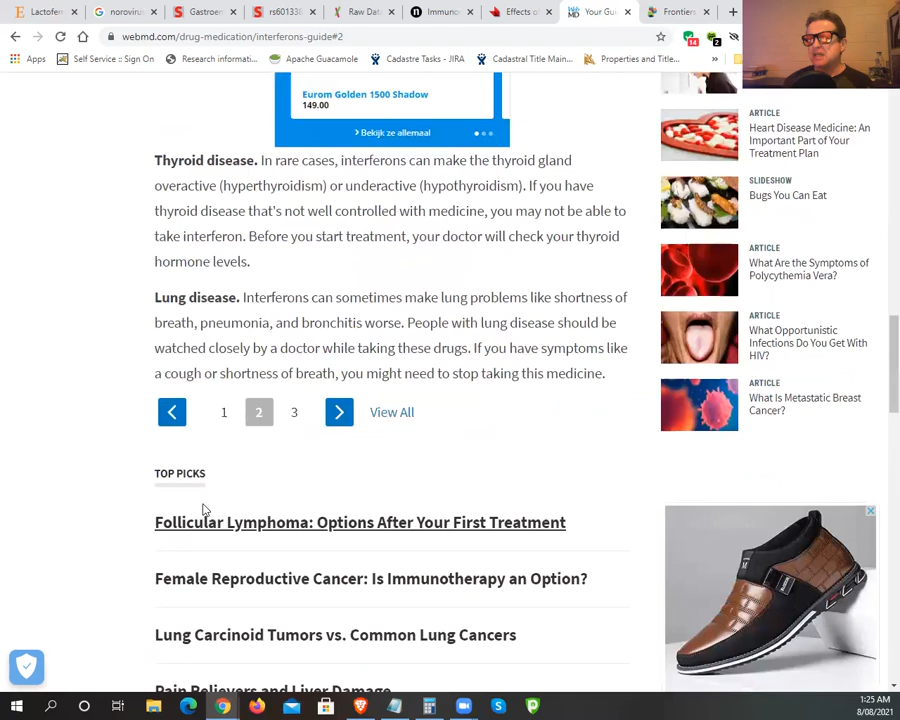 Lactofen
noroviru
Gastroen
rs601338
Raw Dat
Immuno
Effects o
Your Gui
Frontiers
webmd.com/drug-medication/interferons-guide#2
14
2
Apps
Self Service :: Sign On
Research informati...
Apache Guacamole
Cadastre Tasks - JIRA
Cadastral Title Main...
Properties and Title...
»
Eurom Golden 1500 Shadow
149.00
Bekijk ze allemaal
Thyroid disease. In rare cases, interferons can make the thyroid gland
overactive (hyperthyroidism) or underactive (hypothyroidism). If you have
thyroid disease that's not well controlled with medicine, you may not be able to
take interferon. Before you start treatment, your doctor will check your thyroid
hormone levels.
Lung disease. Interferons can sometimes make lung problems like shortness of
breath, pneumonia, and bronchitis worse. People with lung disease should be
watched closely by a doctor while taking these drugs. If you have symptoms like
a cough or shortness of breath, you might need to stop taking this medicine.
1 2 3 View All
TOP PICKS
Follicular Lymphoma: Options After Your First Treatment
Female Reproductive Cancer: Is Immunotherapy an Option?
Lung Carcinoid Tumors vs. Common Lung Cancers
Pain Relievers and Liver Damage
ARTICLE
Heart Disease Medicine: An
Important Part of Your
Treatment Plan
SLIDESHOW
Bugs You Can Eat
ARTICLE
What Are the Symptoms of
Polycythemia Vera?
ARTICLE
What Opportunistic
Infections Do You Get With
HIV?
ARTICLE
What Is Metastatic Breast
Cancer?
1:25 AM
8/08/2021